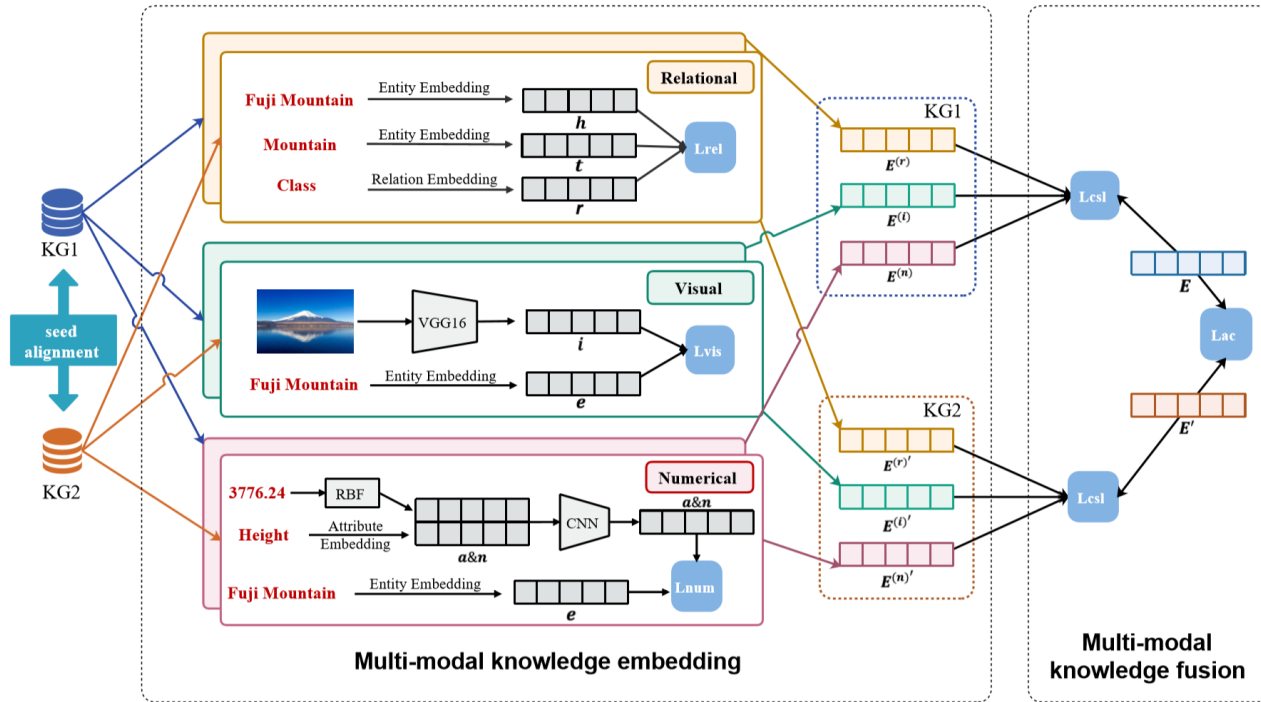 KG1
seed
alignment
KG2
Relational
Fuji Mountain
Entity Embedding
h
Mountain
Entity Embedding
t
Class
Relation Embedding
r
Lrel
Visual
VGG16
i
Fuji Mountain
Entity Embedding
e
Lvis
Numerical
3776.24
RBF
Height
Attribute
Embedding
a&n
CNN
a&n
Fuji Mountain
Entity Embedding
e
Lnum
Multi-modal knowledge embedding
KG1
E(r)
E(i)
E(n)
KG2
E(r)′
E(i)′
E(n)′
Lcsl
E
Lac
E′
Lcsl
Multi-modal
knowledge fusion